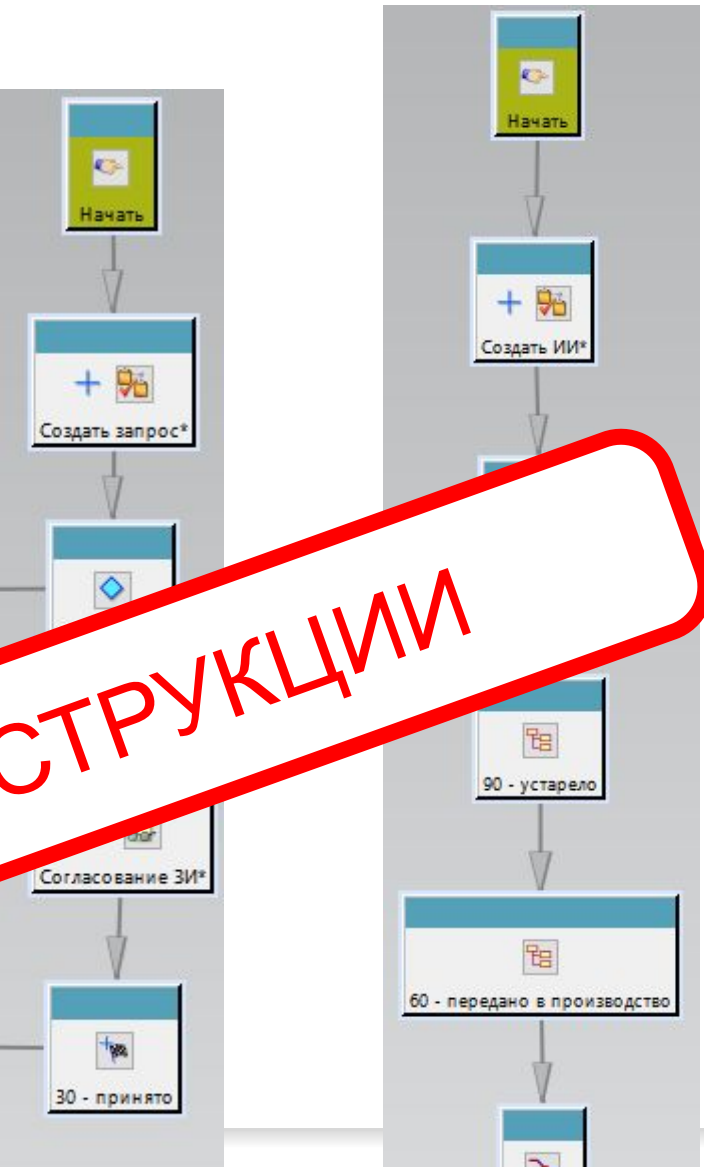 Начать
Создать запрос*
Согласование ЗИ*
30 - принято
Начать
Создать ИИ*
90 - устарело
60 - передано в производство
СТРУКЦИИ